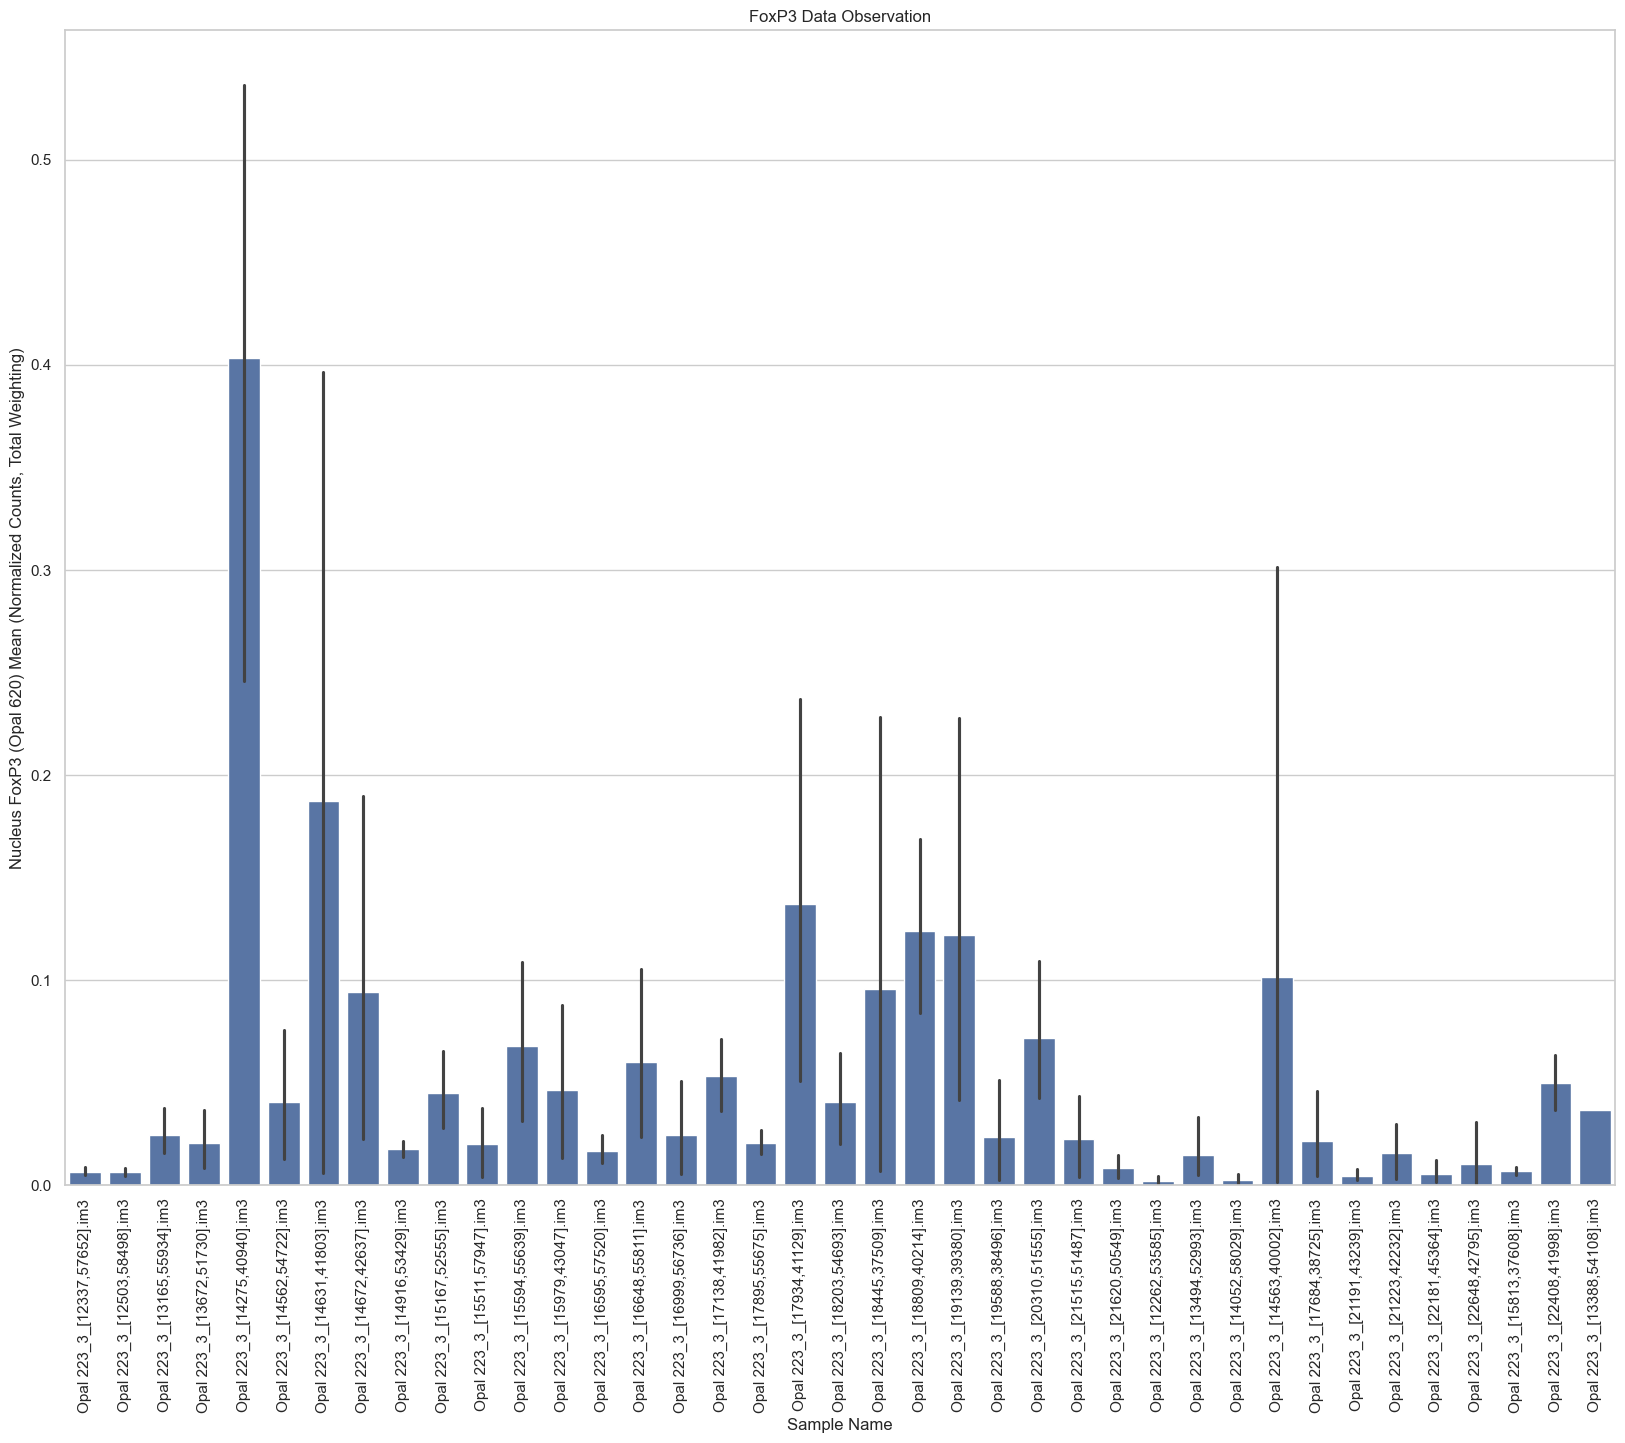 FoxP3 Data Observation
Nucleus FoxP3 (Opal 620) Mean (Normalized Counts, Total Weighting)
0.5
0.4
0.3
0.2
0.1
0.0
Opal 223_3_[12337,57652].im3
Opal 223_3_[12503,58498].im3
Opal 223_3_[13165,55934].im3
Opal 223_3_[13672,51730].im3
Opal 223_3_[14275,40940].im3
Opal 223_3_[14562,54722].im3
Opal 223_3_[14631,41803].im3
Opal 223_3_[14672,42637].im3
Opal 223_3_[14916,53429].im3
Opal 223_3_[15167,52555].im3
Opal 223_3_[15511,57947].im3
Opal 223_3_[15594,55639].im3
Opal 223_3_[15979,43047].im3
Opal 223_3_[16595,57520].im3
Opal 223_3_[16648,55811].im3
Opal 223_3_[16999,56736].im3
Opal 223_3_[17138,41982].im3
Opal 223_3_[17895,55675].im3
Opal 223_3_[17934,41129].im3
Opal 223_3_[18203,54693].im3
Opal 223_3_[18445,37509].im3
Opal 223_3_[18809,40214].im3
Opal 223_3_[19139,39380].im3
Opal 223_3_[19588,38496].im3
Opal 223_3_[20310,51555].im3
Opal 223_3_[21515,51487].im3
Opal 223_3_[21620,50549].im3
Opal 223_3_[12262,53585].im3
Opal 223_3_[13494,52993].im3
Opal 223_3_[14052,58029].im3
Opal 223_3_[14563,40002].im3
Opal 223_3_[17684,38725].im3
Opal 223_3_[21191,43239].im3
Opal 223_3_[21223,42232].im3
Opal 223_3_[22181,45364].im3
Opal 223_3_[22648,42795].im3
Opal 223_3_[15813,37608].im3
Opal 223_3_[22408,41998].im3
Opal 223_3_[13388,54108].im3
Sample Name